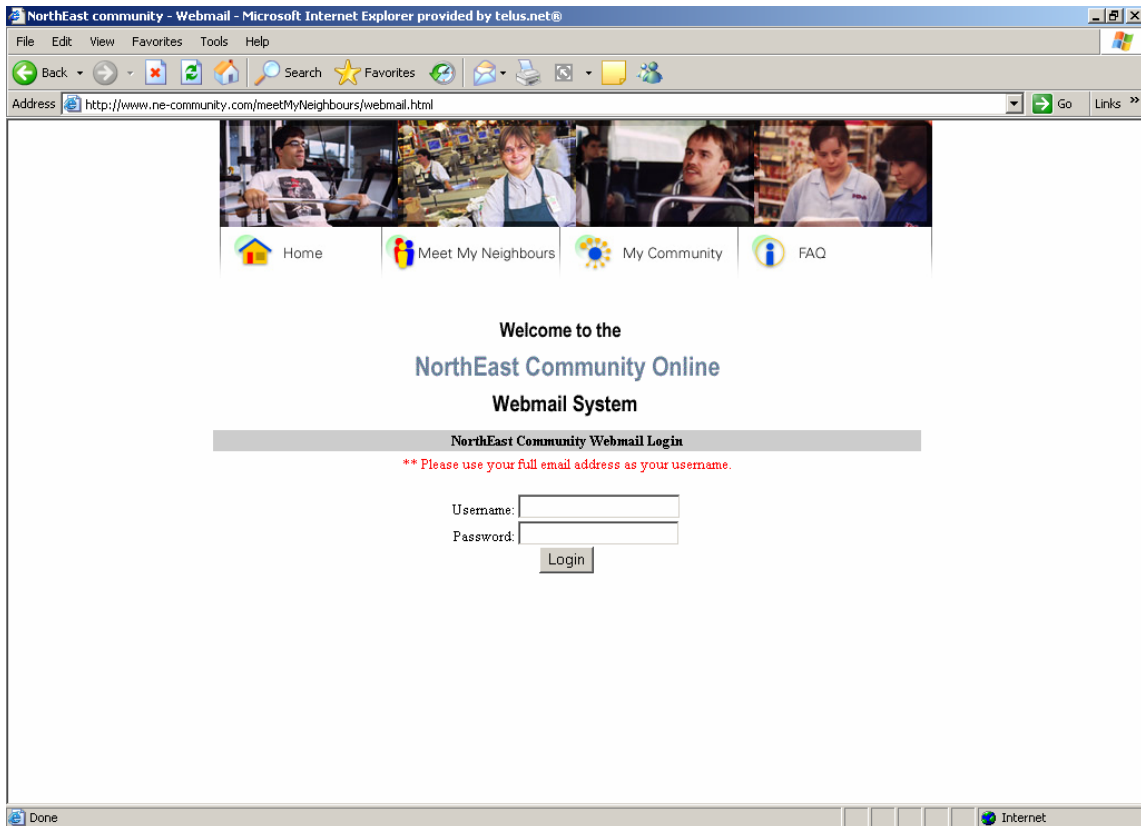 NorthEast community - Webmail - Microsoft Internet Explorer provided by telus.net®
File Edit View Favorites Tools Help
Back Search Favorites
Address http://www.ne-community.com/meetMyNeighbours/webmail.html Go Links »
Home Meet My Neighbours My Community FAQ
Welcome to the
NorthEast Community Online
Webmail System
NorthEast Community Webmail Login
** Please use your full email address as your username.
Username:
Password:
Login
Done Internet